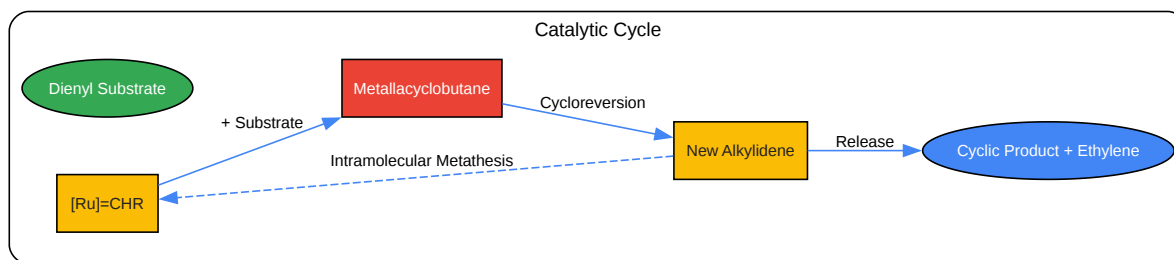 Catalytic Cycle
Dienyl Substrate
Metallacyclobutane
Cycloreversion
+ Substrate
Release
New Alkylidene
Cyclic Product + Ethylene
Intramolecular Metathesis
[Ru]=CHR